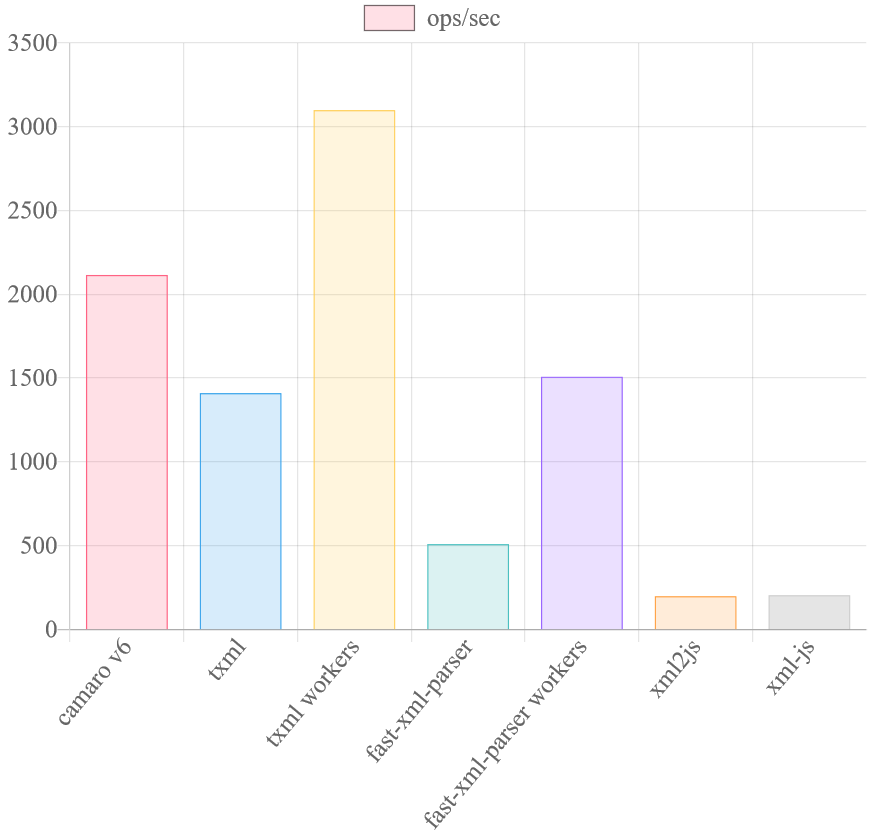 ops/sec
3500
3000
2500
2000
1500
1000
500
0
camaro v6
txml
txml workers
fast-xml-parser
fast-xml-parser workers
xml2js
xml-js